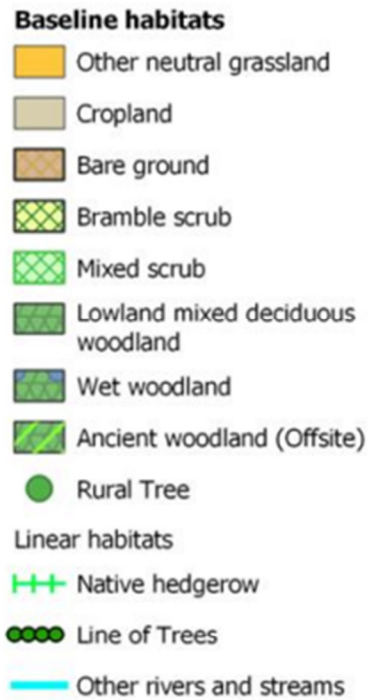 Baseline habitats
Other neutral grassland
Cropland
Bare ground
Bramble scrub
Mixed scrub
Lowland mixed deciduous
woodland
Wet woodland
Ancient woodland (Offsite)
Rural Tree
Linear habitats
Native hedgerow
Line of Trees
Other rivers and streams